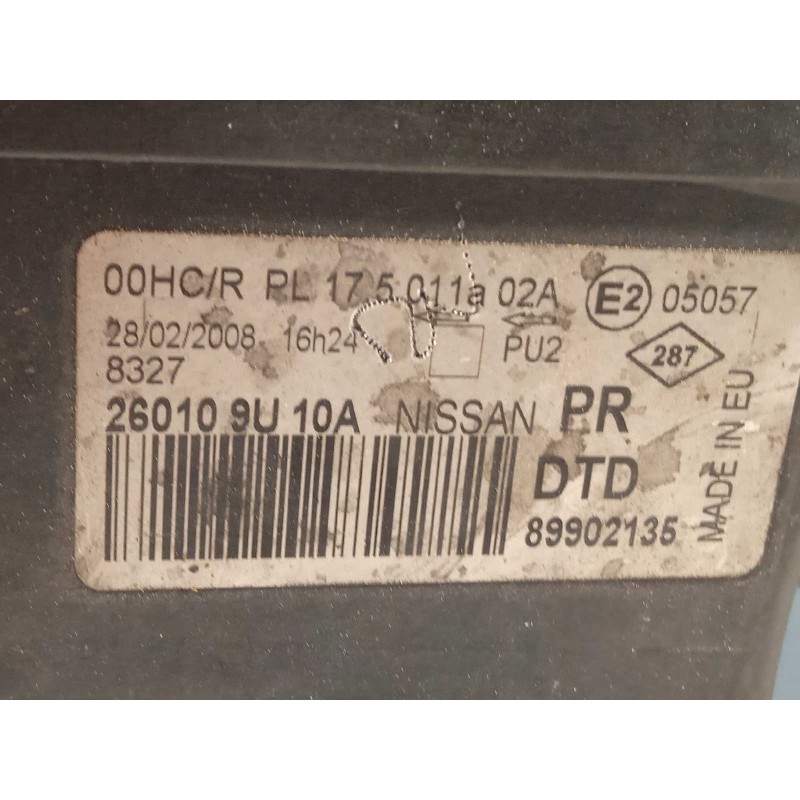 00HC/R PL 17.5 011a 02A E2 05057
28/02/2008 16h24 PU2 287
8327
26010 9U 10A NISSAN PR
DTD
89902135
MADE IN EU